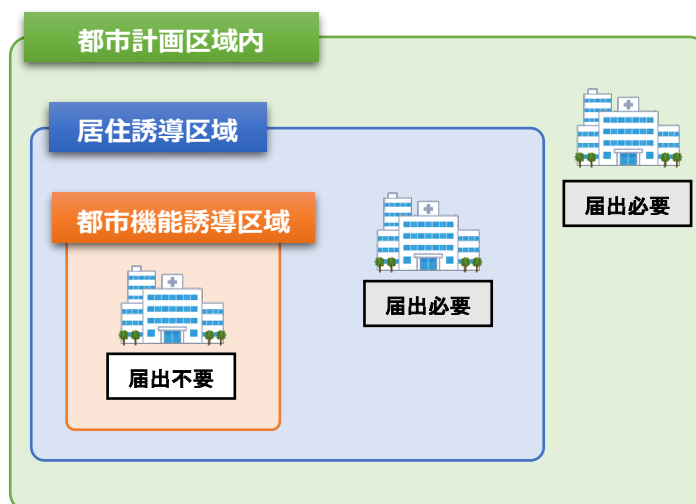 都市計画区域内
居住誘導区域
届出必要
都市機能誘導区域
届出必要
届出不要